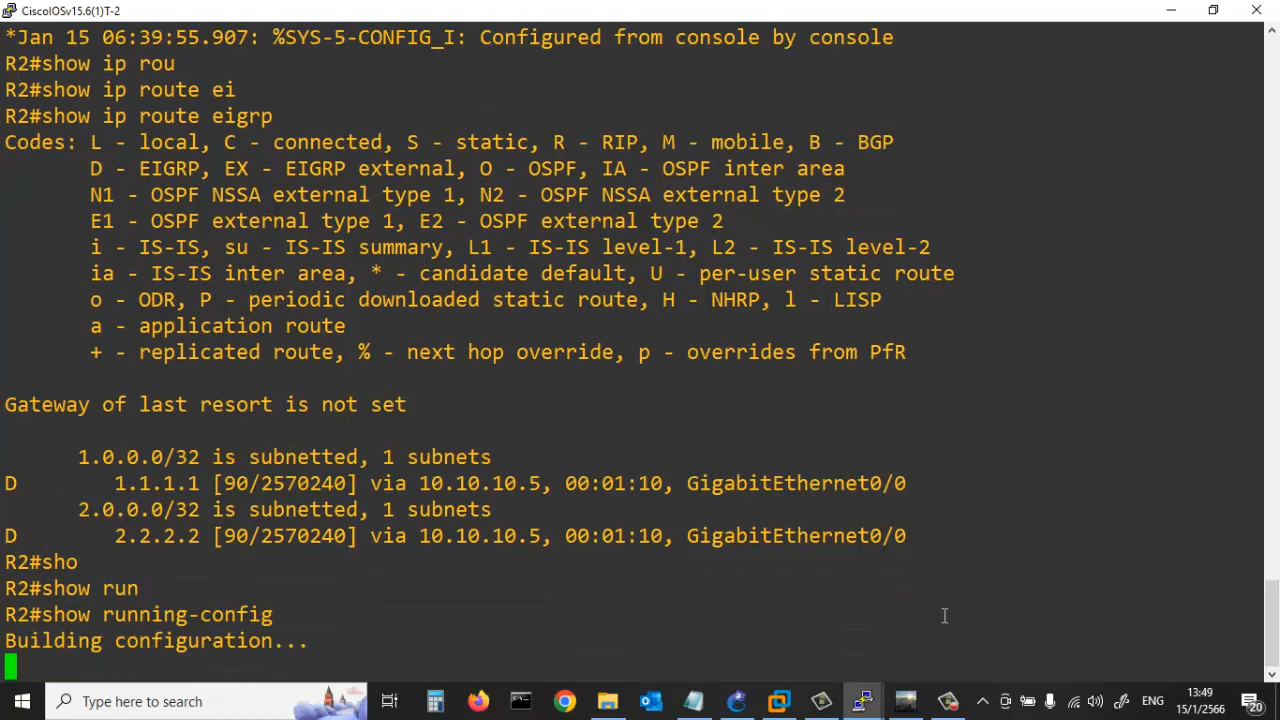 CiscoIOSv15.6(1)T-2
*Jan 15 06:39:55.907: %SYS-5-CONFIG_I: Configured from console by console
R2#show ip rou
R2#show ip route ei
R2#show ip route eigrp
Codes: L - local, C - connected, S - static, R - RIP, M - mobile, B - BGP
D - EIGRP, EX - EIGRP external, O - OSPF, IA - OSPF inter area
N1 - OSPF NSSA external type 1, N2 - OSPF NSSA external type 2
E1 - OSPF external type 1, E2 - OSPF external type 2
i - IS-IS, su - IS-IS summary, L1 - IS-IS level-1, L2 - IS-IS level-2
ia - IS-IS inter area, * - candidate default, U - per-user static route
o - ODR, P - periodic downloaded static route, H - NHRP, l - LISP
a - application route
+ - replicated route, % - next hop override, p - overrides from PfR
Gateway of last resort is not set
1.0.0.0/32 is subnetted, 1 subnets
D 1.1.1.1 [90/2570240] via 10.10.10.5, 00:01:10, GigabitEthernet0/0
2.0.0.0/32 is subnetted, 1 subnets
D 2.2.2.2 [90/2570240] via 10.10.10.5, 00:01:10, GigabitEthernet0/0
R2#sho
R2#show run
R2#show running-config
Building configuration...
Type here to search
ENG
13:49
15/1/2566
20